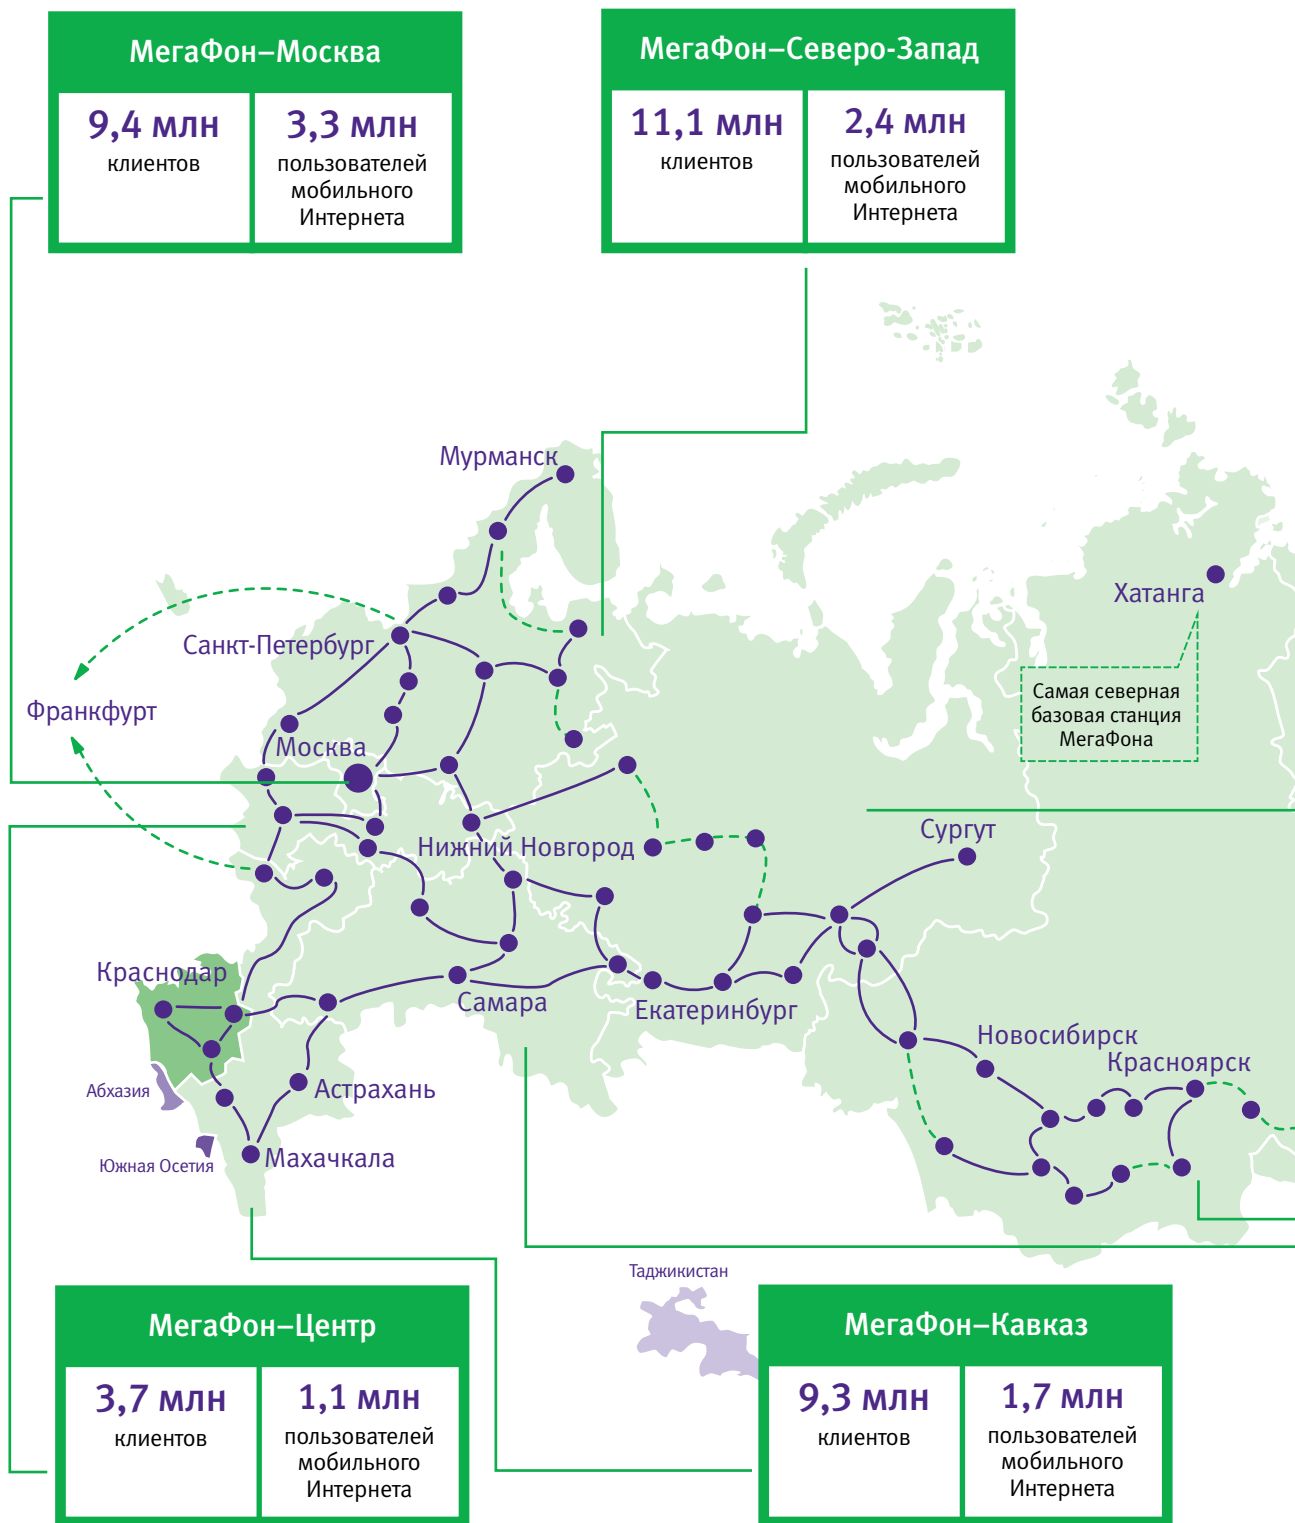 МегаФон–Москва
9,4 млн
клиентов
3,3 млн
пользователей
мобильного
Интернета
МегаФон–Северо-Запад
11,1 млн
клиентов
2,4 млн
пользователей
мобильного
Интернета
Мурманск
Хатанга
Санкт-Петербург
Самая северная
базовая станция
МегаФона
Франкфурт
Москва
Сургут
Нижний Новгород
Краснодар
Самара
Екатеринбург
Новосибирск
Красноярск
Абхазия
Астрахань
Южная Осетия
Махачкала
Таджикистан
МегаФон–Центр
3,7 млн
клиентов
1,1 млн
пользователей
мобильного
Интернета
МегаФон–Кавказ
9,3 млн
клиентов
1,7 млн
пользователей
мобильного
Интернета